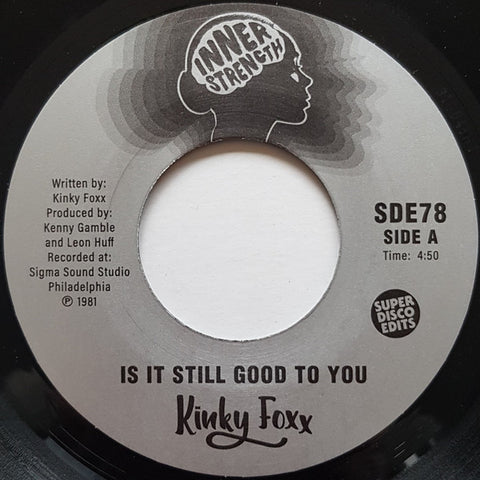 INNER
STRENGTH
Written by:
Kinky Foxx
Produced by:
Kenny Gamble
and Leon Huff
Recorded at:
Sigma Sound Studio
Philadelphia
℗ 1981
SDE78
SIDE A
Time: 4:50
SUPER
DISCO
EDITS
IS IT STILL GOOD TO YOU
Kinky Foxx